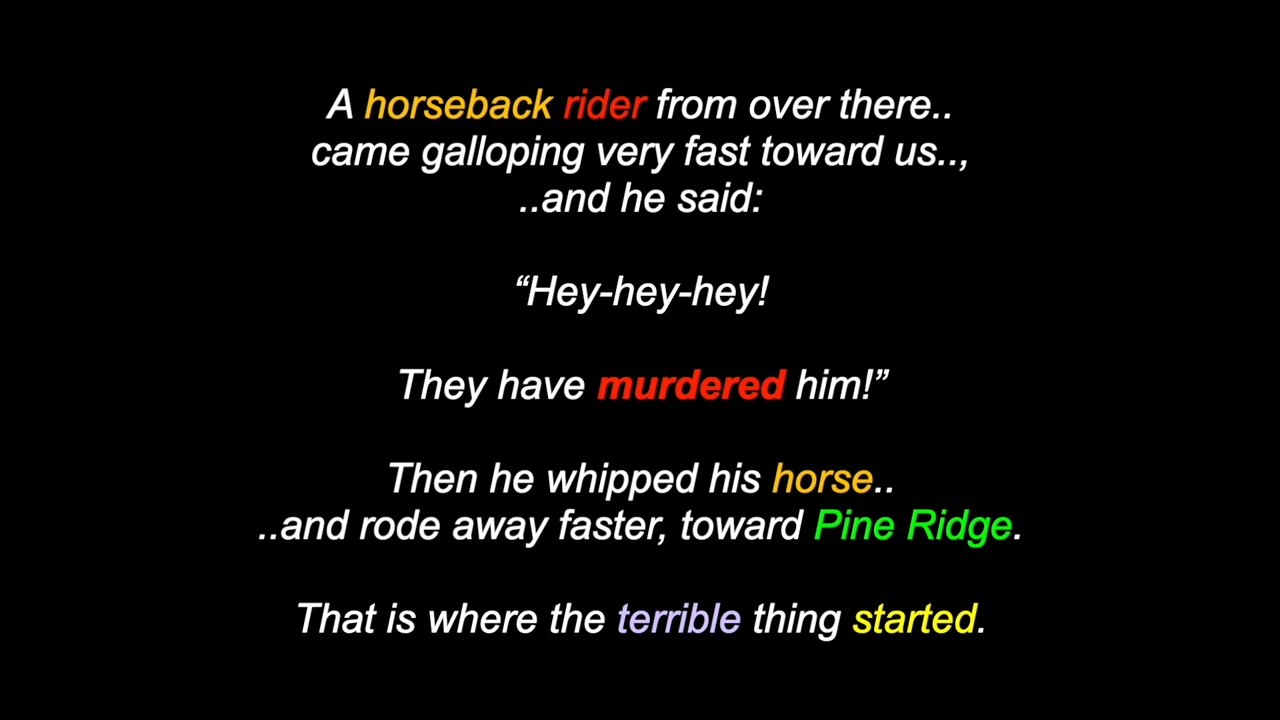 A horseback rider from over there..
came galloping very fast toward us..,
..and he said:
“Hey-hey-hey!
They have murdered him!”
Then he whipped his horse..
..and rode away faster, toward Pine Ridge.
That is where the terrible thing started.